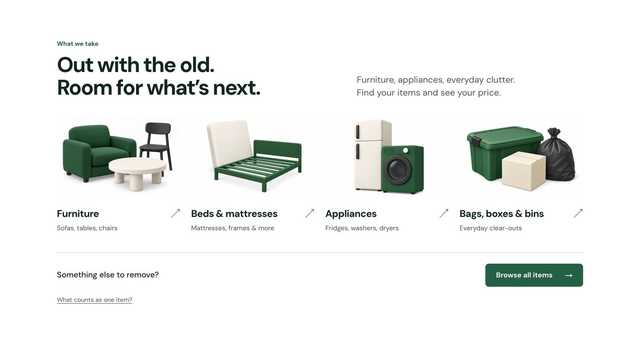 What we take
Out with the old.
Room for what’s next.
Furniture, appliances, everyday clutter.
Find your items and see your price.
Furniture
Sofas, tables, chairs
Beds & mattresses
Mattresses, frames & more
Appliances
Fridges, washers, dryers
Bags, boxes & bins
Everyday clear-outs
Something else to remove?
Browse all items →
What counts as one item?